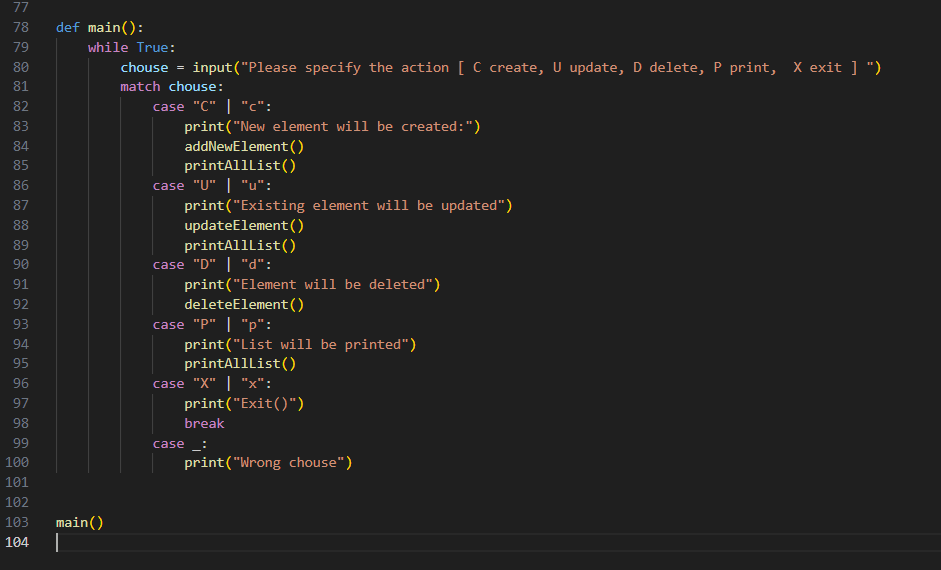 77
78 def main():
79 while True:
80 chouse = input("Please specify the action [ C create, U update, D delete, P print,  X exit ] ")
81 match chouse:
82 case "C" | "c":
83 print("New element will be created:")
84 addNewElement()
85 printAllList()
86 case "U" | "u":
87 print("Existing element will be updated")
88 updateElement()
89 printAllList()
90 case "D" | "d":
91 print("Element will be deleted")
92 deleteElement()
93 case "P" | "p":
94 print("List will be printed")
95 printAllList()
96 case "X" | "x":
97 print("Exit()")
98 break
99 case _:
100 print("Wrong chouse")
101
102
103 main()
104